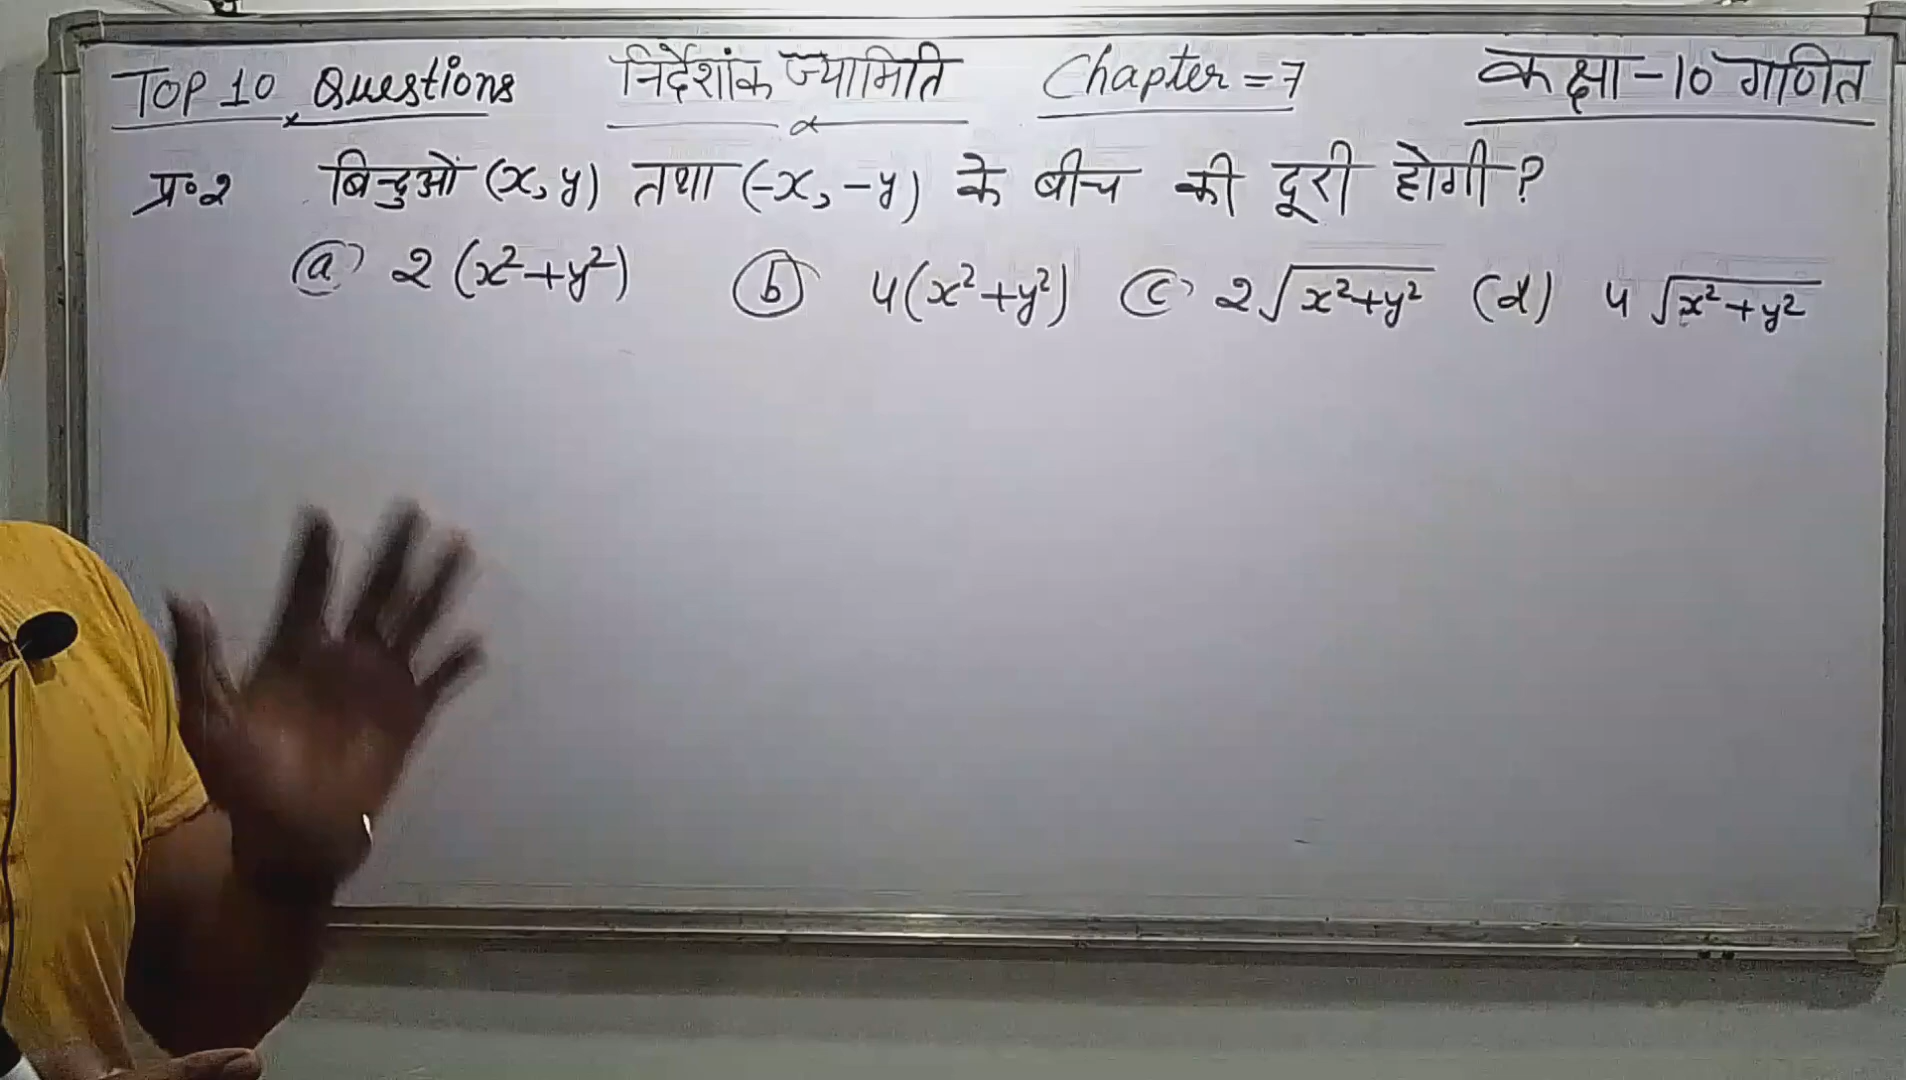 TOP 10 Questions निर्देशांक ज्यामिति Chapter = 7 कक्षा - 10 गणित
प्र॰2 बिन्दुओं (x, y) तथा (-x, -y) के बीच की दूरी होगी ?
(a) 2 (x²+y²) (b) 4(x²+y²) (c) 2√x²+y² (d) 4 √x²+y²